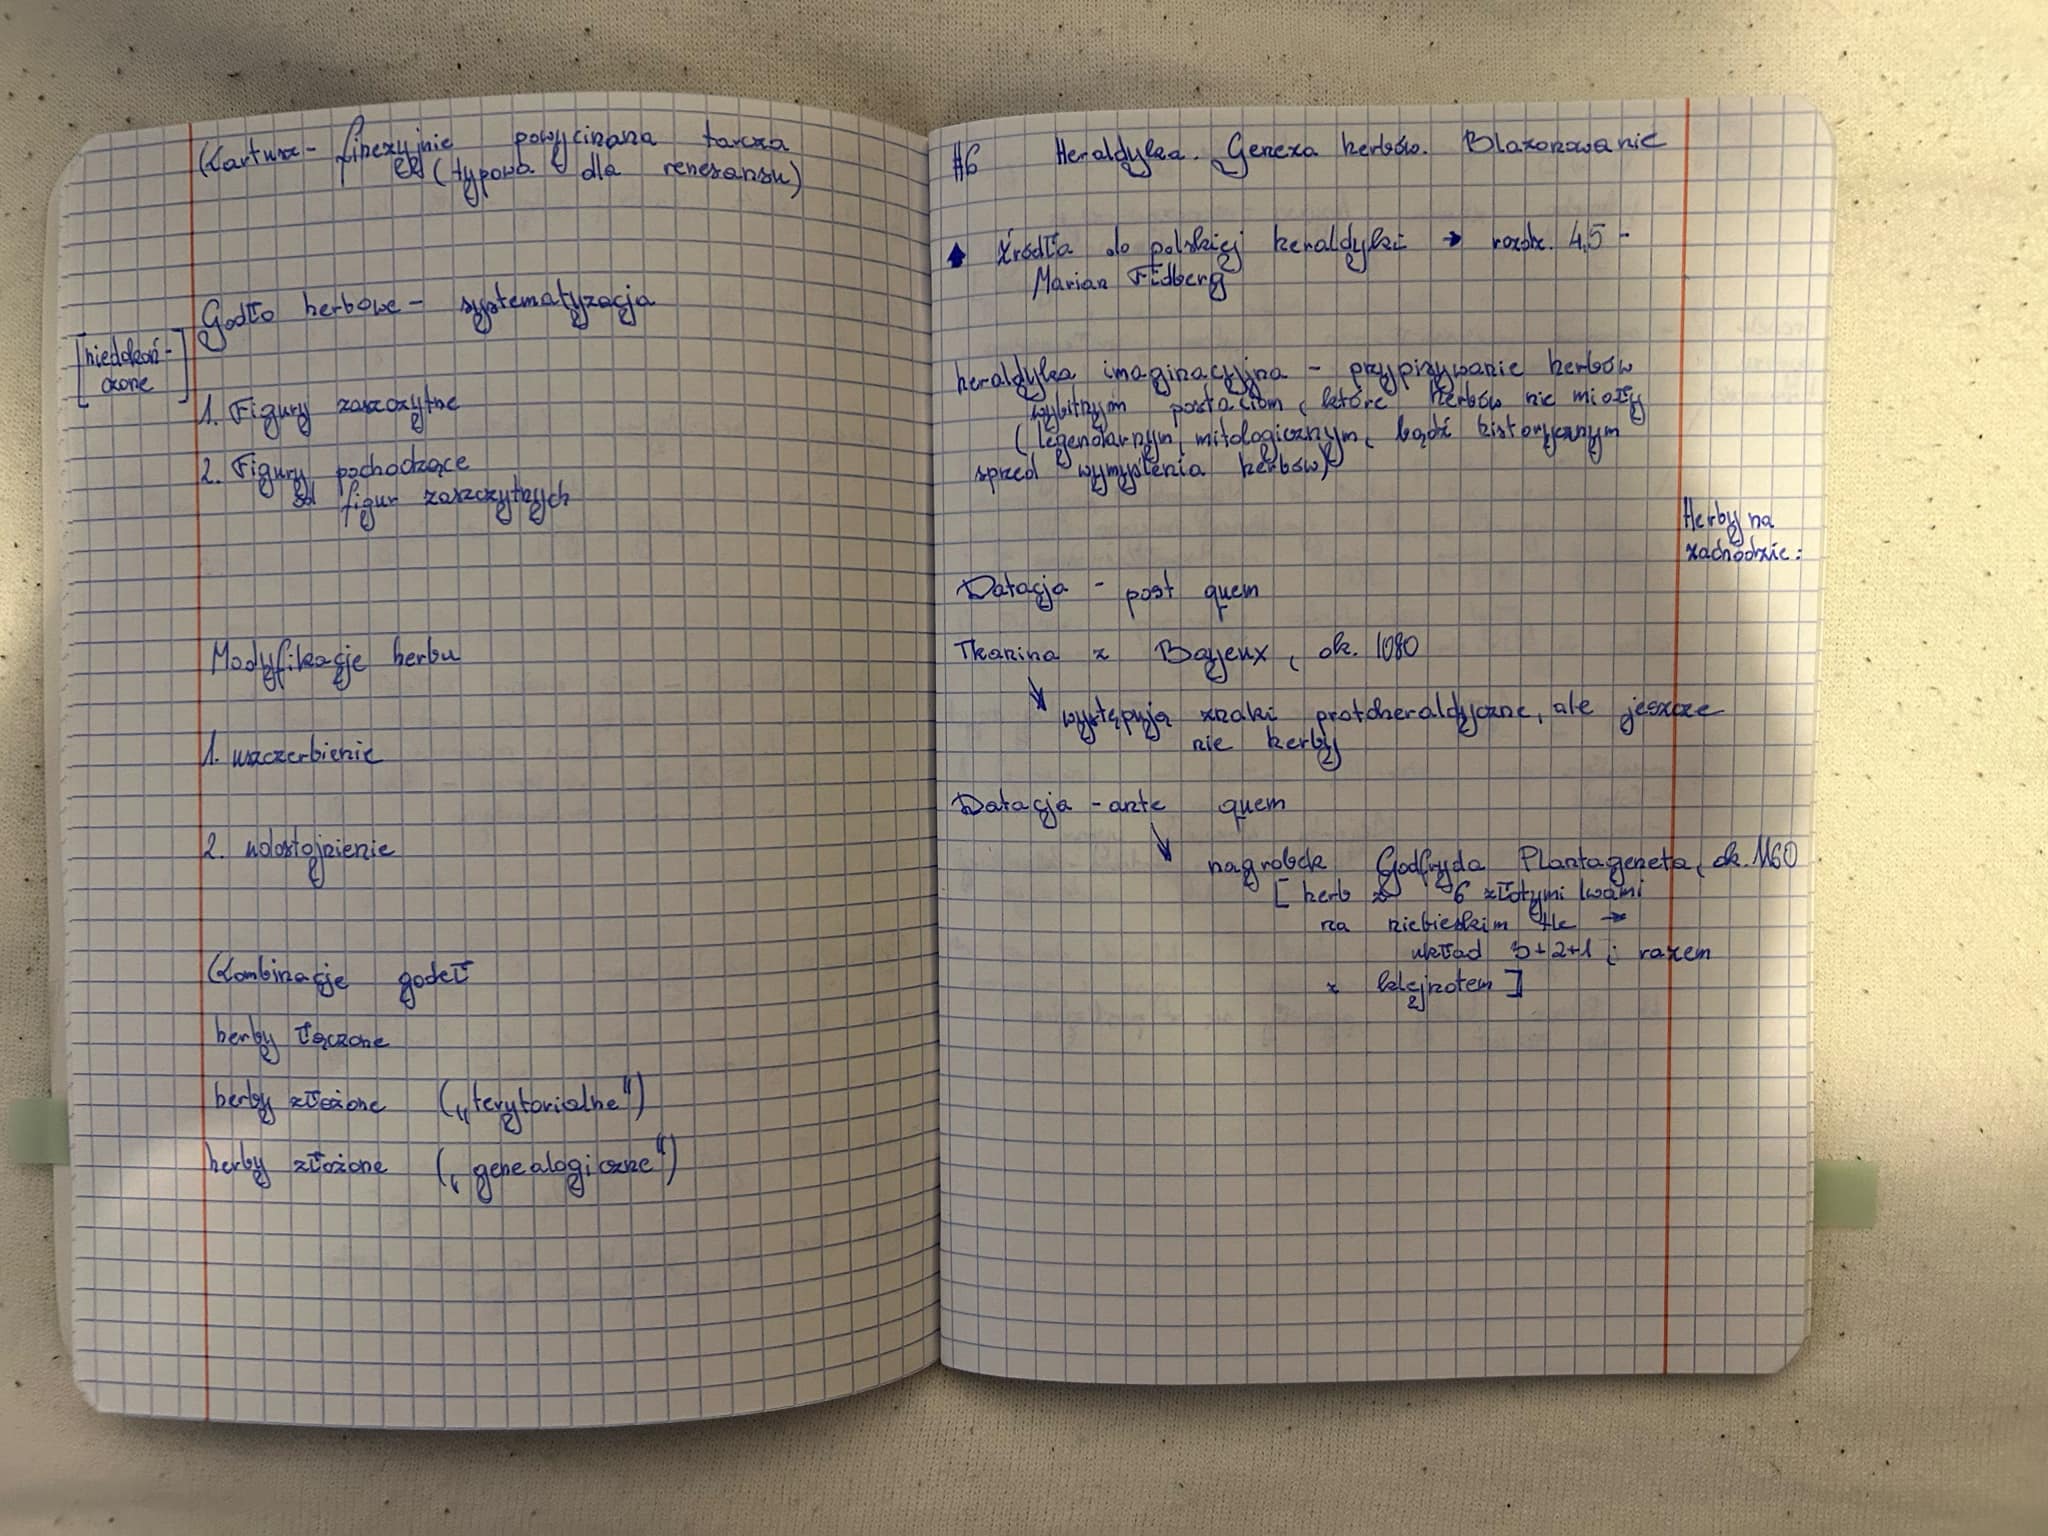 Kartusz - finezyjnie powycinana tarcza
(typowa dla renesansu)
Godło herbowe - systematyzacja
[niedokoń-
czone]
1. Figury zaszczytne
2. Figury pochodzące
od figur zaszczytnych
Modyfikacje herbu
1. uszczerbienie
2. udostojnienie
Kombinacje godeł
herby łączone
herby złożone („terytorialne“)
herby złożone („genealogiczne“)
#6 Heraldyka. Geneza herbów. Blazonowanie
Źródła do polskiej heraldyki → rozdz. 4,5 -
Marian Fidberg
heraldyka imaginacyjna - przypisywanie herbów
wybitnym postaciom, które herbów nie miały
(legendarnym, mitologicznym, bądź historycznym
sprzed wymyślenia herbów)
Herby na
zachodzie:
Datacja - post quem
Tkanina z Bayeux, ok. 1080
występują znaki protoheraldyczne, ale jeszcze
nie herby
Datacja - ante quem
nagrobek Godfryda Plantageneta, ok. 1160
[herb z 6 złotymi lwami
na niebieskim tle →
układ 3+2+1; razem
z klejnotem]